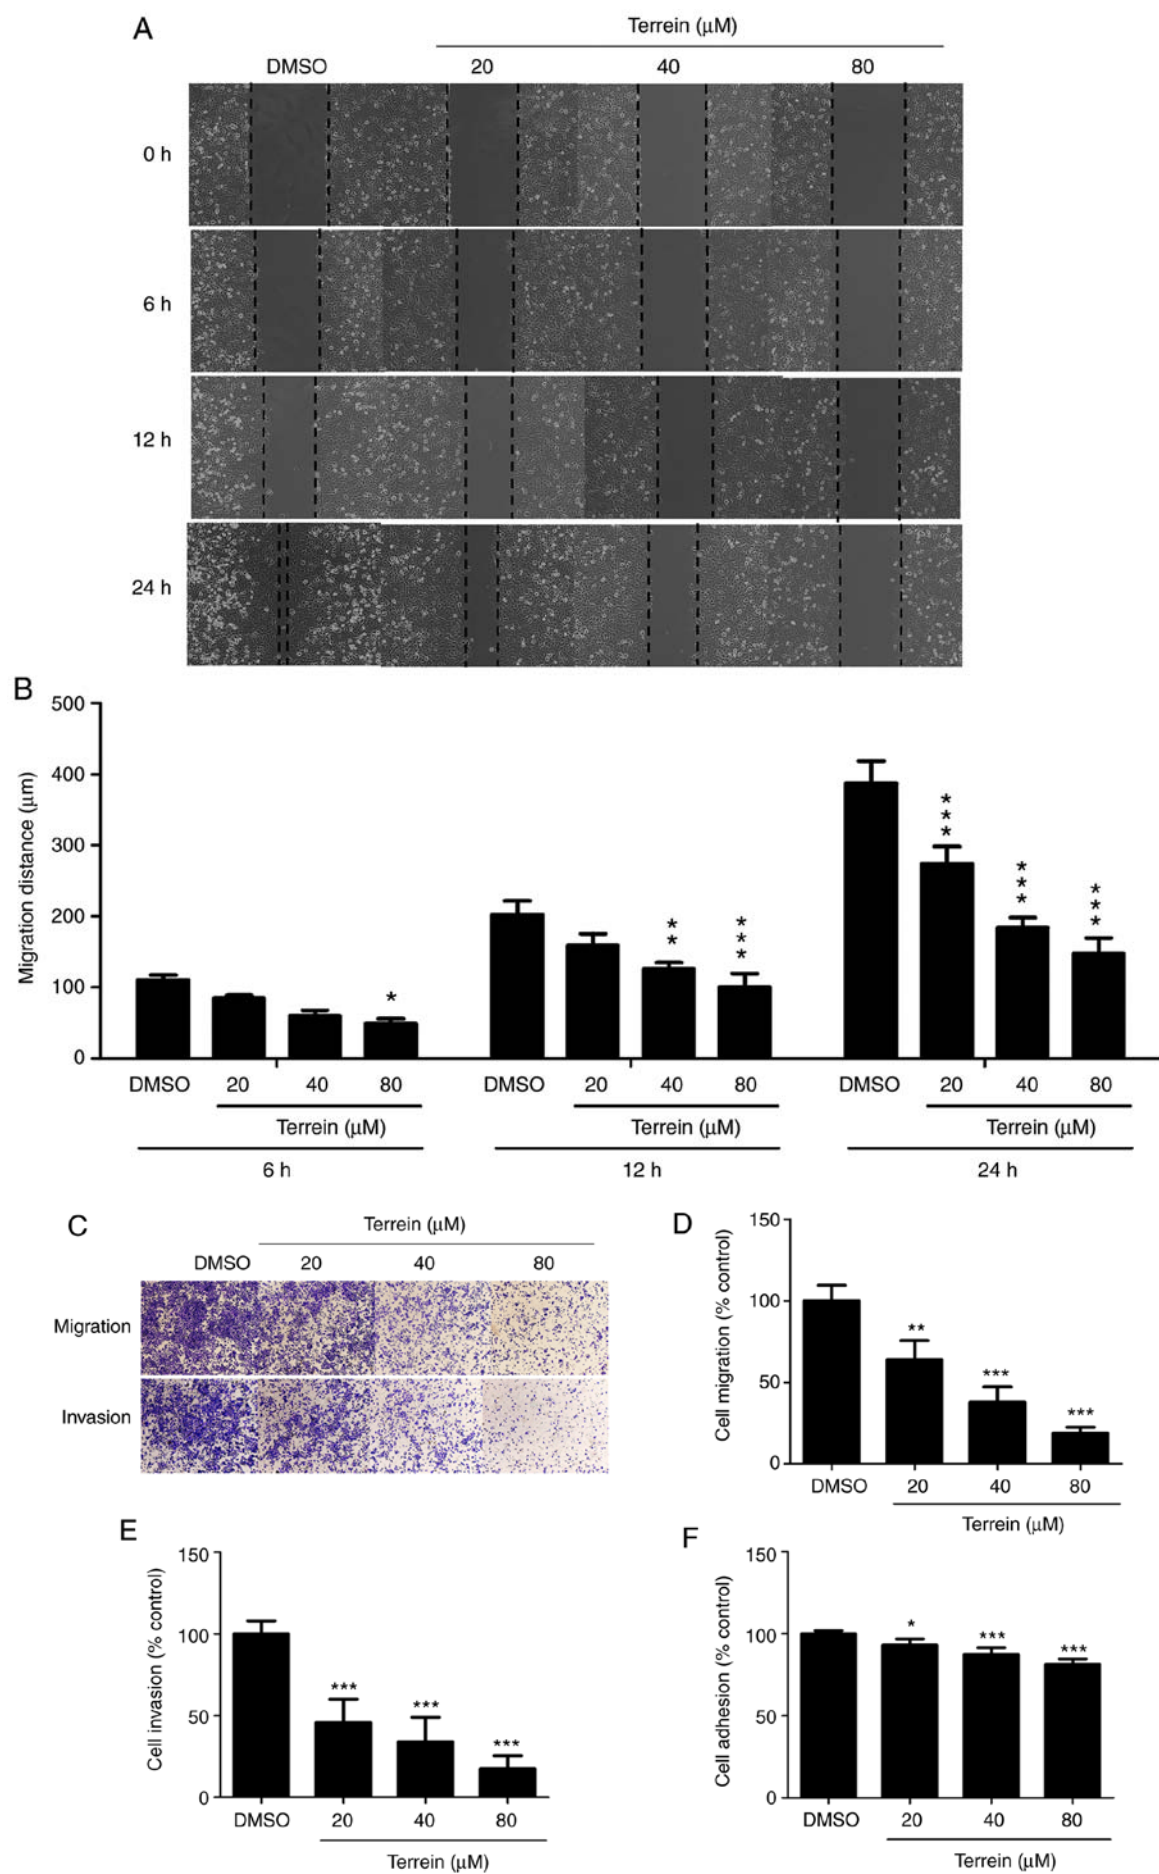 A
Terrein (μM)
DMSO 20 40 80
0 h
6 h
12 h
24 h
B
Migration distance (μm)
500
400
300
200
100
0
*
**
***
***
***
***
DMSO 20 40 80 DMSO 20 40 80 DMSO 20 40 80
Terrein (μM) Terrein (μM) Terrein (μM)
6 h 12 h 24 h
C
Terrein (μM)
DMSO 20 40 80
Migration
Invasion
D
Cell migration (% control)
150
100
50
0
**
***
***
DMSO 20 40 80
Terrein (μM)
E
Cell invasion (% control)
150
100
50
0
***
***
***
DMSO 20 40 80
Terrein (μM)
F
Cell adhesion (% control)
150
100
50
0
*
***
***
DMSO 20 40 80
Terrein (μM)